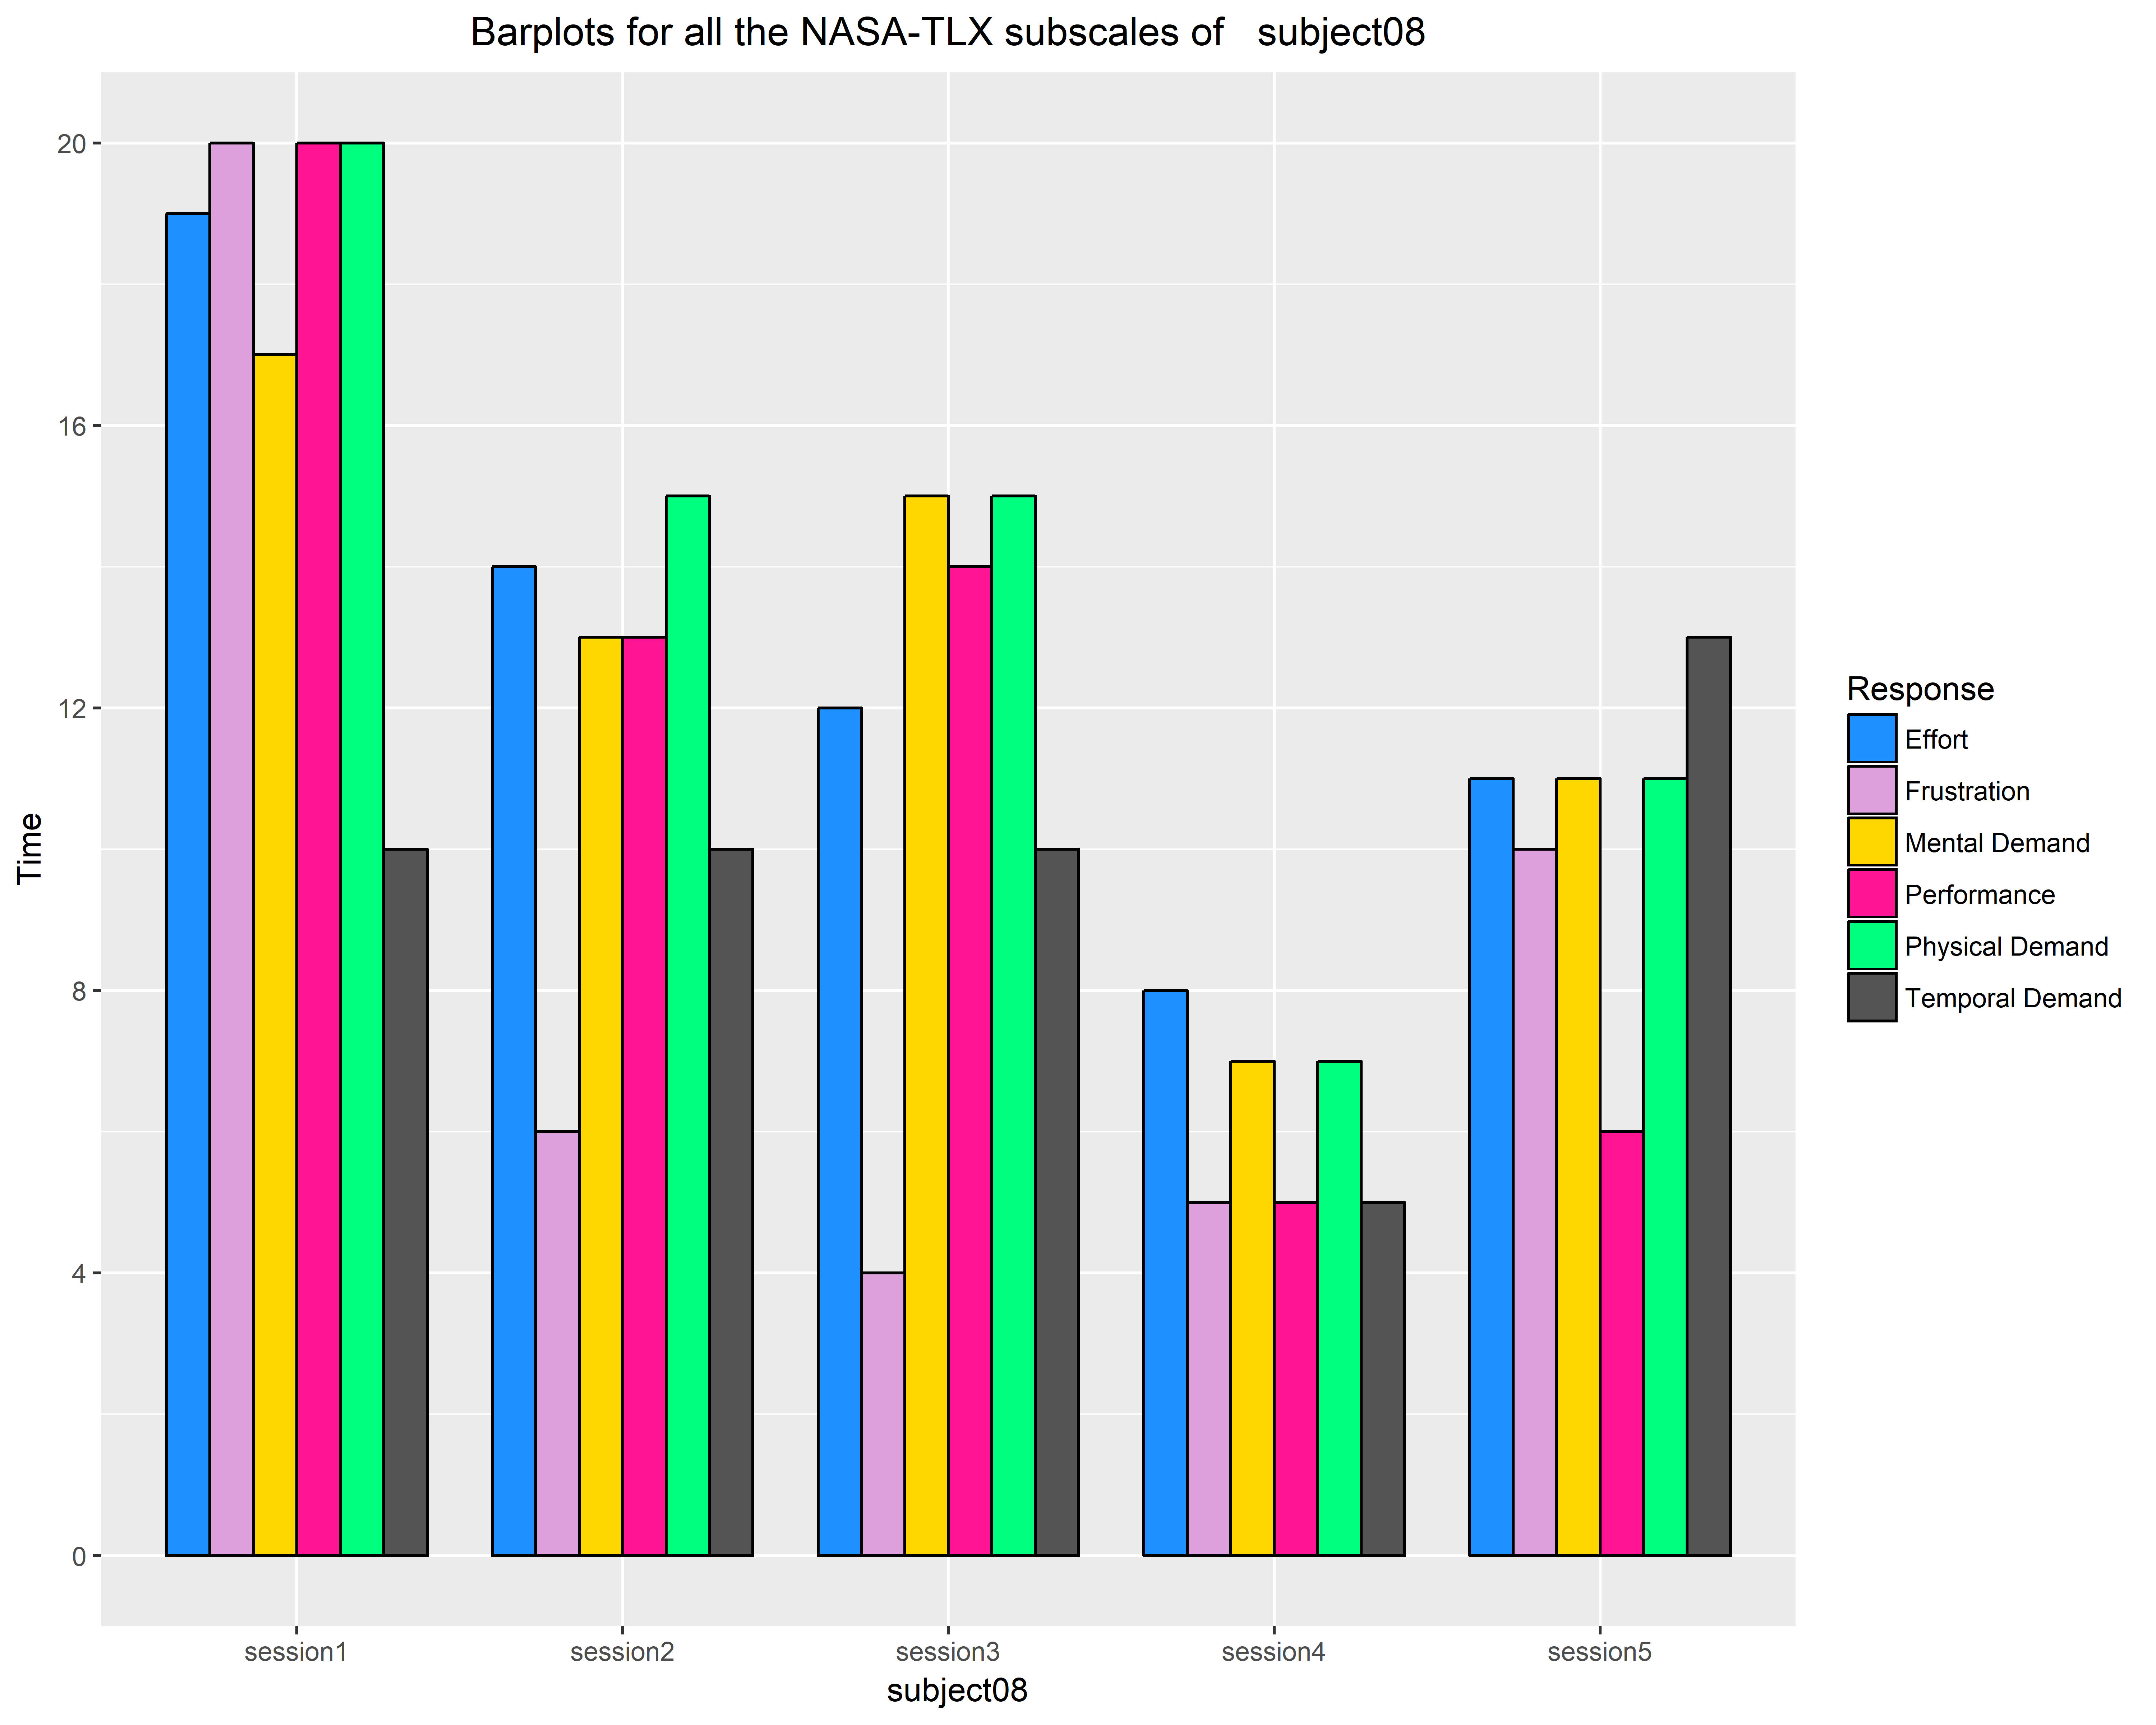 Barplots for all the NASA-TLX subscales of   subject08
20
16
12
8
4
0
Time
session1
session2
session3
session4
session5
subject08
Response
Effort
Frustration
Mental Demand
Performance
Physical Demand
Temporal Demand